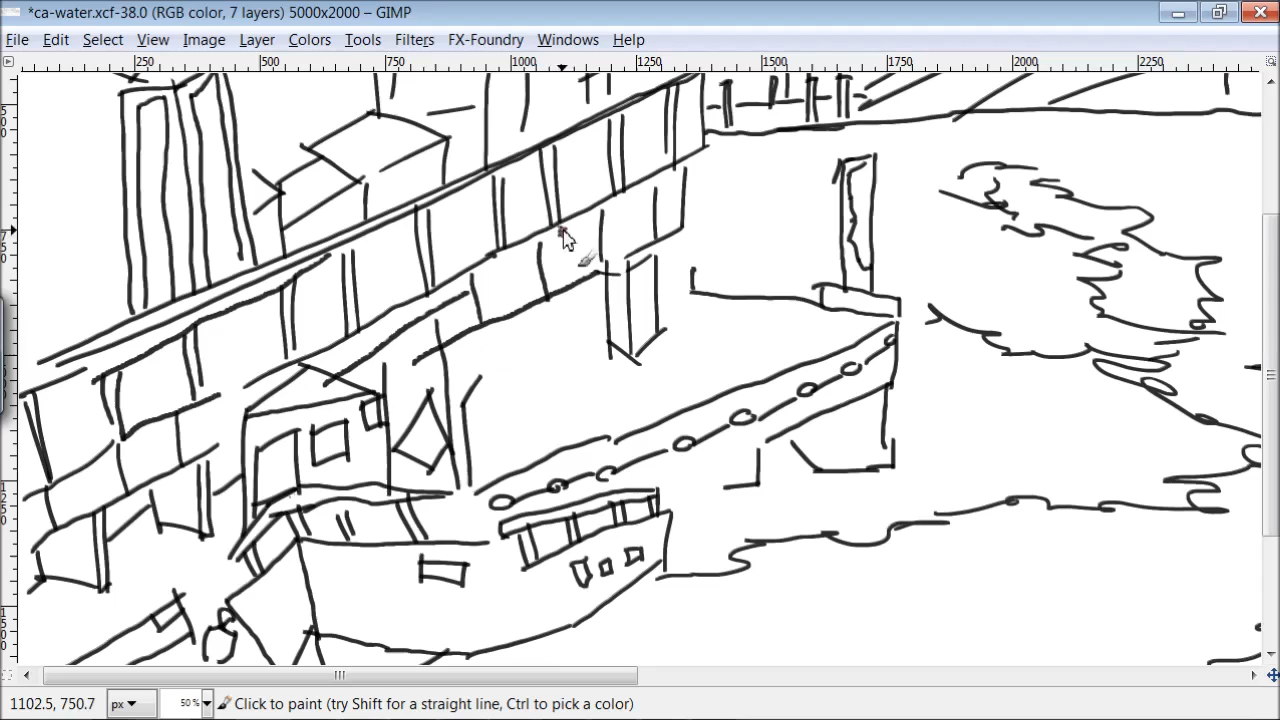 *ca-water.xcf-38.0 (RGB color, 7 layers) 5000x2000 – GIMP
File Edit Select View Image Layer Colors Tools Filters FX-Foundry Windows Help
250 500 750 1000 1250 1500 1750 2000 2250
1102.5, 750.7 px 50% Click to paint (try Shift for a straight line, Ctrl to pick a color)